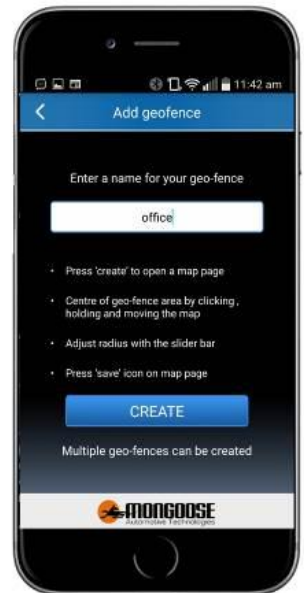 11:42 am
Add geofence
Enter a name for your geo-fence
office
• Press 'create' to open a map page
• Centre of geo-fence area by clicking ,
holding and moving the map
• Adjust radius with the slider bar
• Press 'save' icon on map page
CREATE
Multiple geo-fences can be created
MONGOOSE
Automotive Technologies